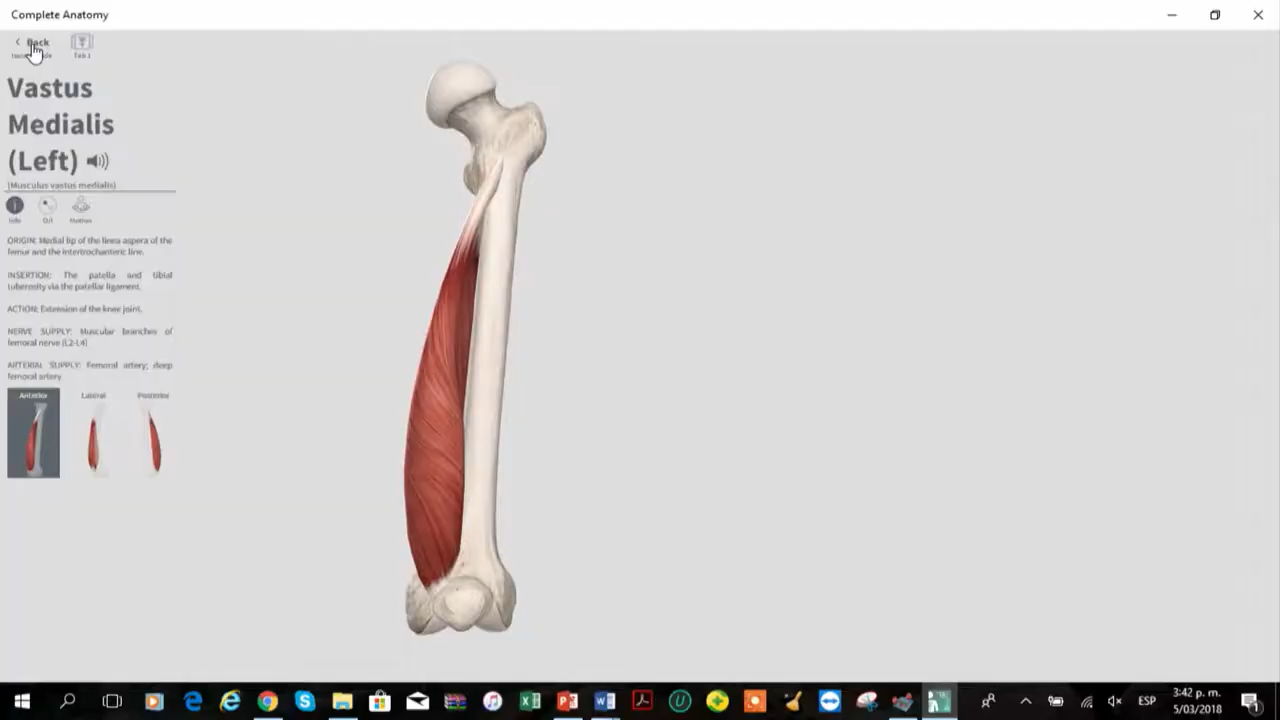 Complete Anatomy
Back
Vastus
Medialis
(Left)
(Musculus vastus medialis)
Info
ORIGIN: Medial lip of the linea aspera of the
femur and the intertrochanteric line.
INSERTION: The patella and tibial
tuberosity via the patellar ligament.
ACTION: Extension of the knee joint.
NERVE SUPPLY: Muscular branches of
femoral nerve (L2-L4)
ARTERIAL SUPPLY: Femoral artery; deep
femoral artery
Anterior Lateral Posterior
ESP
3:42 p. m.
5/03/2018